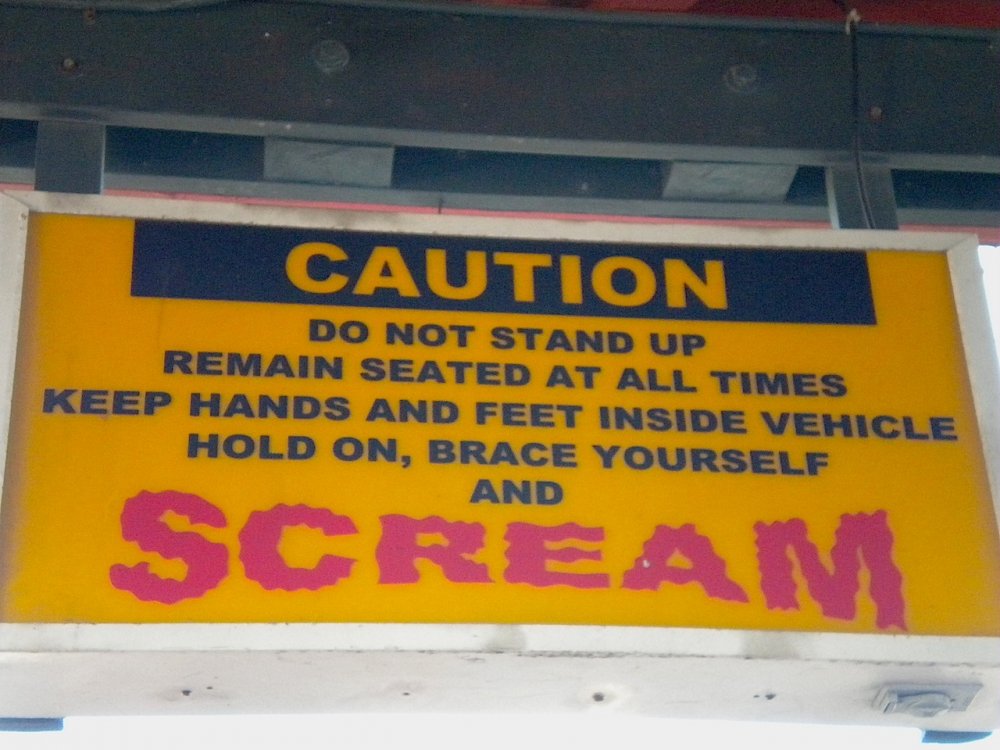 CAUTION
DO NOT STAND UP
REMAIN SEATED AT ALL TIMES
KEEP HANDS AND FEET INSIDE VEHICLE
HOLD ON, BRACE YOURSELF
AND
SCREAM